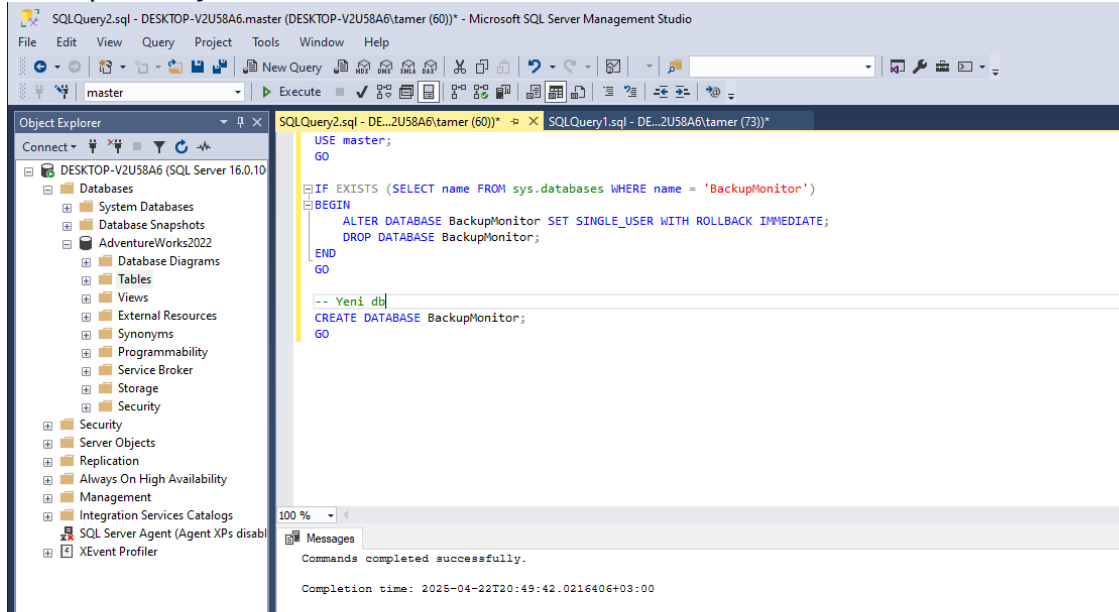 SQLQuery2.sql - DESKTOP-V2U58A6.master (DESKTOP-V2U58A6\tamer (60))* - Microsoft SQL Server Management Studio
File Edit View Query Project Tools Window Help
New Query MDX DMX XMLA DAX
master Execute
Object Explorer
Connect
DESKTOP-V2U58A6 (SQL Server 16.0.10
Databases
System Databases
Database Snapshots
AdventureWorks2022
Database Diagrams
Tables
Views
External Resources
Synonyms
Programmability
Service Broker
Storage
Security
Security
Server Objects
Replication
Always On High Availability
Management
Integration Services Catalogs
SQL Server Agent (Agent XPs disabl
XEvent Profiler
SQLQuery2.sql - DE...2U58A6\tamer (60))* SQLQuery1.sql - DE...2U58A6\tamer (73))*
USE master;
GO
IF EXISTS (SELECT name FROM sys.databases WHERE name = 'BackupMonitor')
BEGIN
ALTER DATABASE BackupMonitor SET SINGLE_USER WITH ROLLBACK IMMEDIATE;
DROP DATABASE BackupMonitor;
END
GO
-- Yeni db
CREATE DATABASE BackupMonitor;
GO
100 %
Messages
Commands completed successfully.
Completion time: 2025-04-22T20:49:42.0216406+03:00